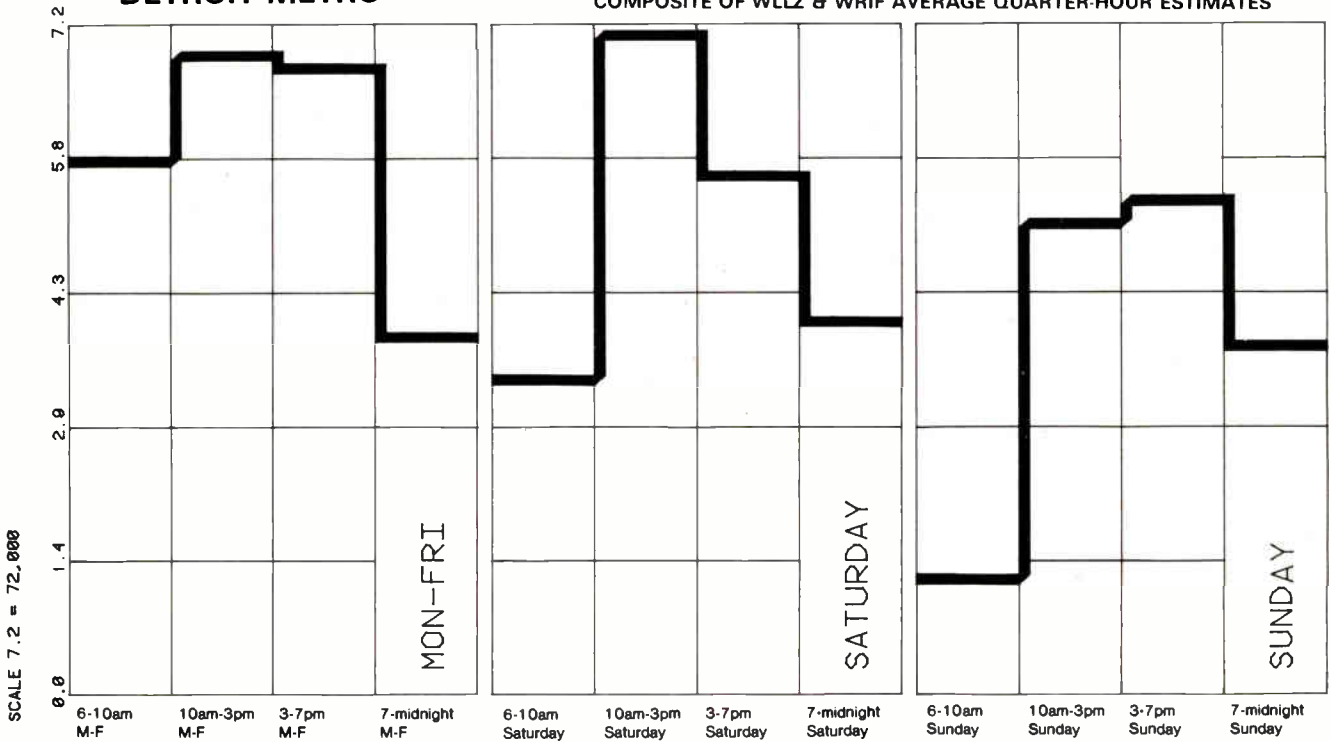 DETROIT METRO
COMPOSITE OF WLLZ & WRIF AVERAGE QUARTER-HOUR ESTIMATES
7.2
5.8
4.3
2.9
1.4
0.0
SCALE 7.2 = 72,000
MON-FRI
SATURDAY
SUNDAY
6-10am
M-F
10am-3pm
M-F
3-7pm
M-F
7-midnight
M-F
6-10am
Saturday
10am-3pm
Saturday
3-7pm
Saturday
7-midnight
Saturday
6-10am
Sunday
10am-3pm
Sunday
3-7pm
Sunday
7-midnight
Sunday